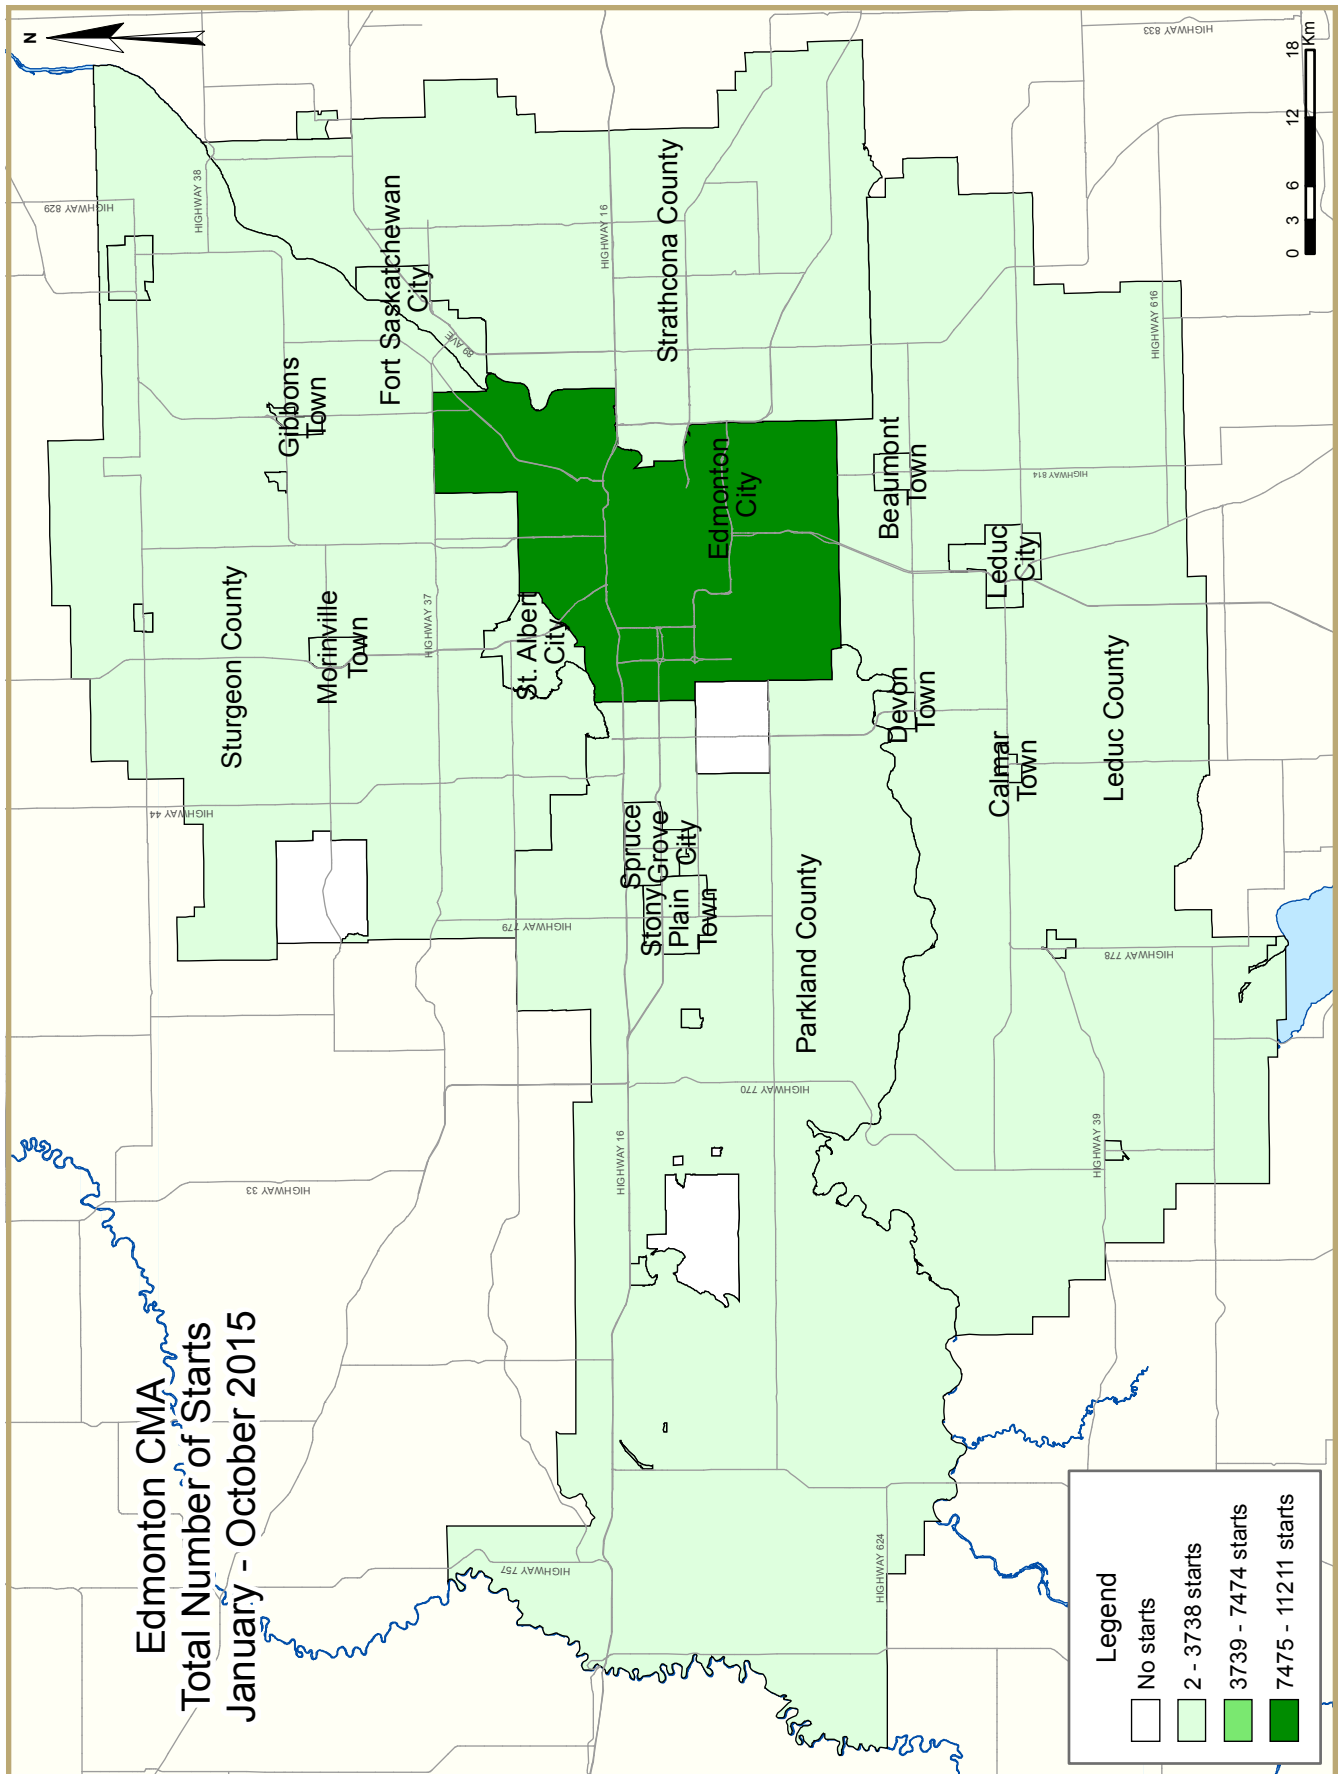 Edmonton CMA
Total Number of Starts
January - October 2015
N
HIGHWAY 829
HIGHWAY 38
HIGHWAY 833
Fort Saskatchewan
City
HIGHWAY 16
Strathcona County
89 AVE
Gibbons
Town
HIGHWAY 616
Edmonton
City
Beaumont
Town
HIGHWAY 814
Sturgeon County
Morinville
Town
HIGHWAY 37
St. Albert
City
Leduc
City
Devon
Town
Calmar
Town
Leduc County
HIGHWAY 44
Spruce
Grove
City
Stony
Plain
Town
HIGHWAY 779
Parkland County
HIGHWAY 778
HIGHWAY 770
HIGHWAY 16
HIGHWAY 39
HIGHWAY 33
HIGHWAY 757
HIGHWAY 624
Legend
No starts
2 - 3738 starts
3739 - 7474 starts
7475 - 11211 starts
0 3 6 12 18
Km